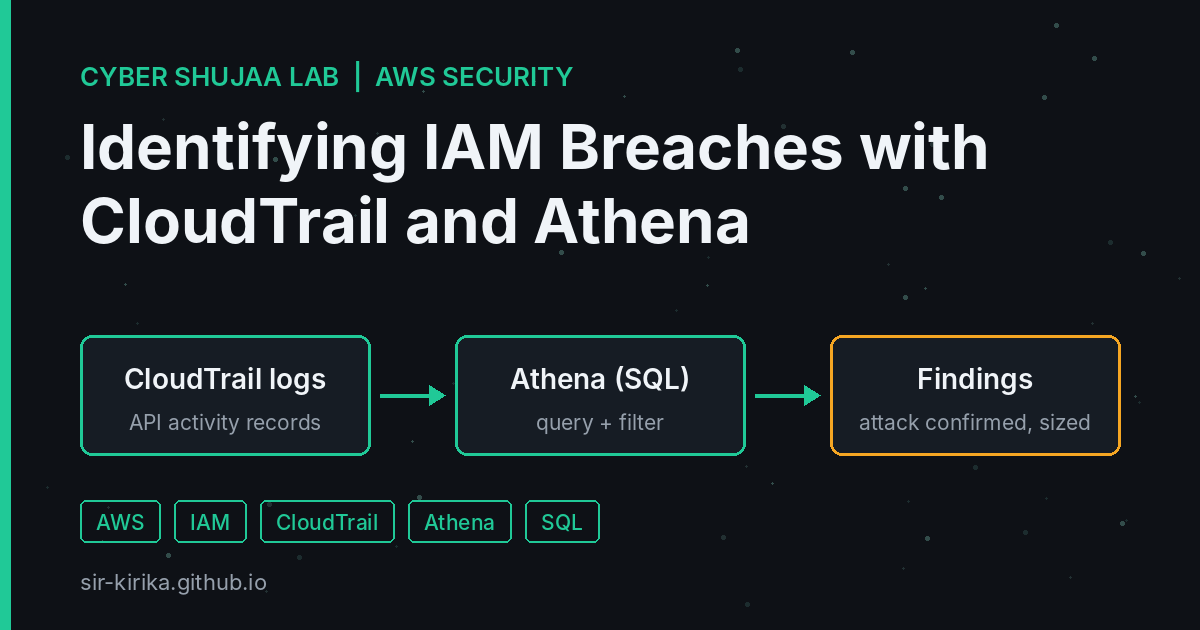 CYBER SHUJAA LAB | AWS SECURITY
Identifying IAM Breaches with
CloudTrail and Athena
CloudTrail logs
API activity records
Athena (SQL)
query + filter
Findings
attack confirmed, sized
AWS
IAM
CloudTrail
Athena
SQL
sir-kirika.github.io